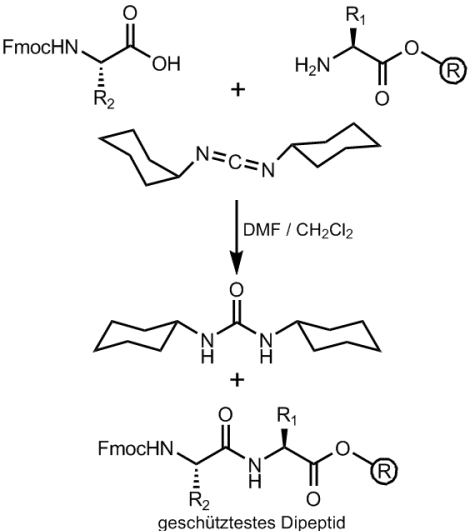 O R₁ O
FmocHN OH H₂N R
R₂ + O
N=C=N
DMF / CH₂Cl₂
O
N H N H
+
O R₁ O
FmocHN N H R
R₂ O
geschütztestes Dipeptid